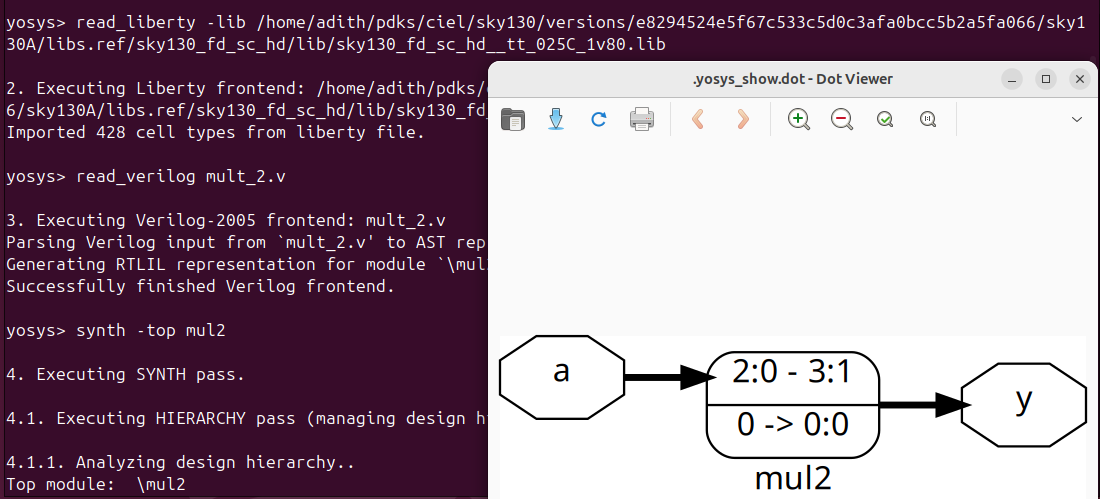 yosys> read_liberty -lib /home/adith/pdks/ciel/sky130/versions/e8294524e5f67c533c5d0c3afa0bcc5b2a5fa066/sky1
30A/libs.ref/sky130_fd_sc_hd/lib/sky130_fd_sc_hd__tt_025C_1v80.lib
2. Executing Liberty frontend: /home/adith/pdks/
6/sky130A/libs.ref/sky130_fd_sc_hd/lib/sky130_fd_
Imported 428 cell types from liberty file.
yosys> read_verilog mult_2.v
3. Executing Verilog-2005 frontend: mult_2.v
Parsing Verilog input from `mult_2.v' to AST rep
Generating RTLIL representation for module `\mul
Successfully finished Verilog frontend.
yosys> synth -top mul2
4. Executing SYNTH pass.
4.1. Executing HIERARCHY pass (managing design h
4.1.1. Analyzing design hierarchy..
Top module:  \mul2
.yosys_show.dot - Dot Viewer
a
2:0 - 3:1
0 -> 0:0
y
mul2